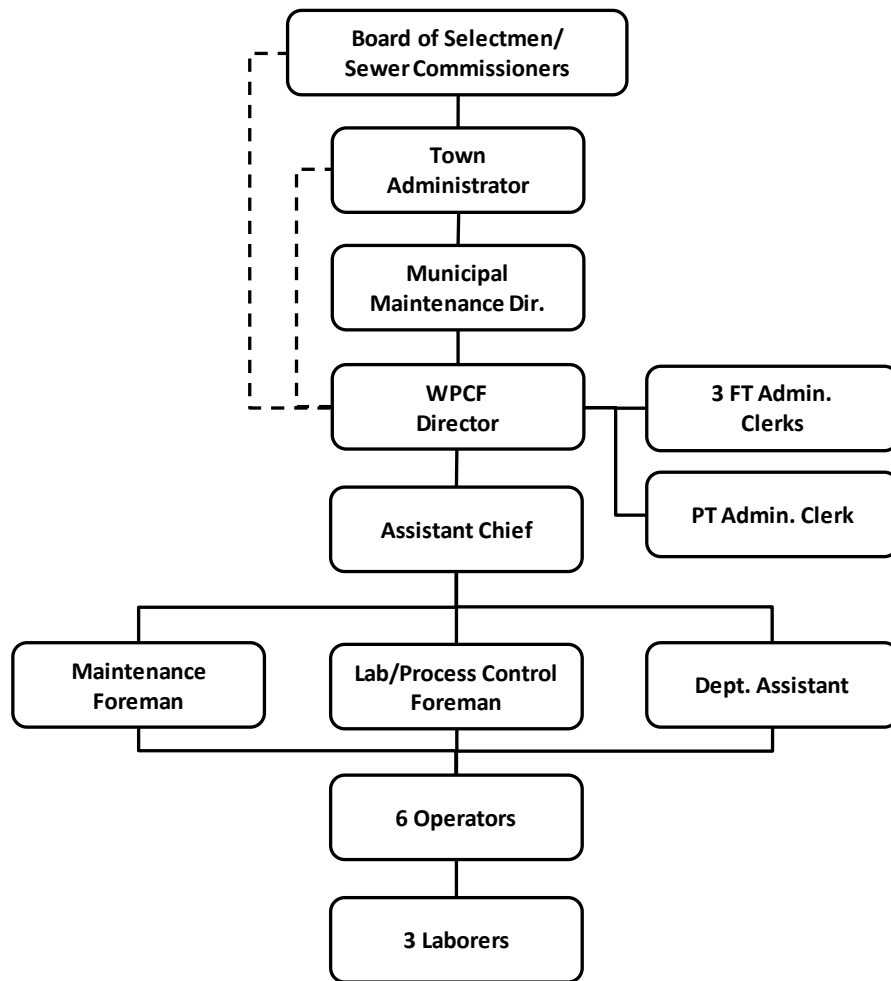 Board of Selectmen/
Sewer Commissioners
Town
Administrator
Municipal
Maintenance Dir.
WPCF
Director
3 FT Admin.
Clerks
PT Admin. Clerk
Assistant Chief
Maintenance
Foreman
Lab/Process Control
Foreman
Dept. Assistant
6 Operators
3 Laborers